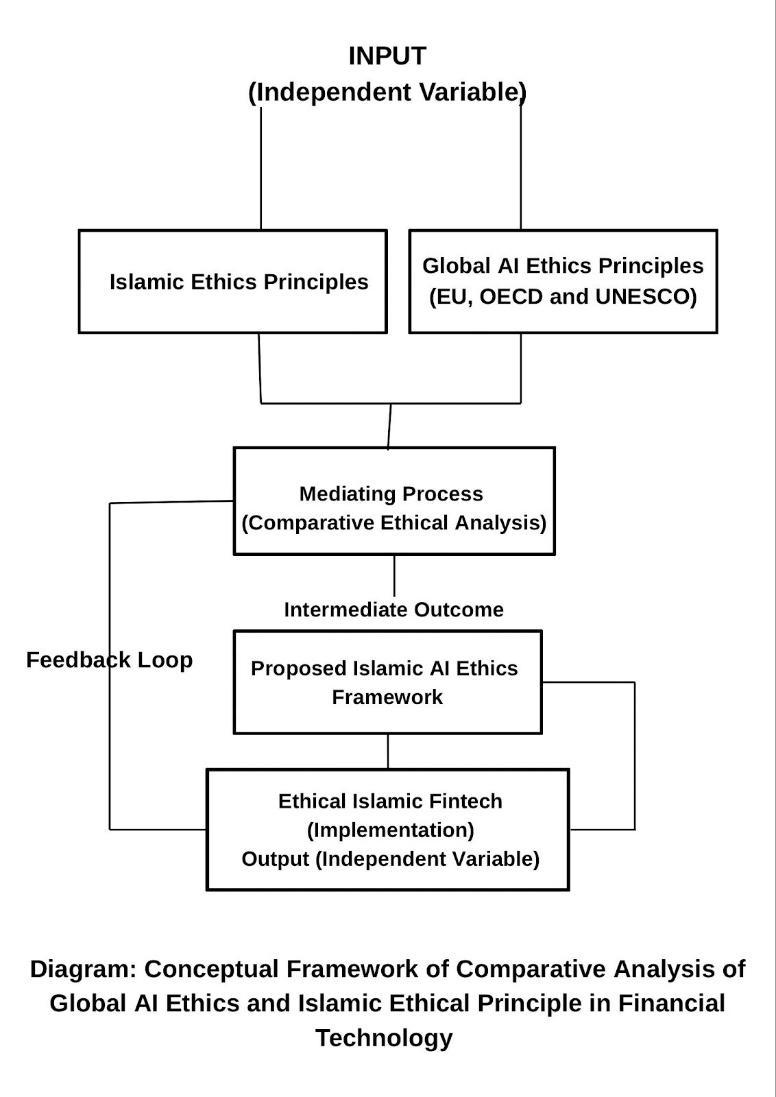 INPUT
(Independent Variable)
Islamic Ethics Principles
Global AI Ethics Principles
(EU, OECD and UNESCO)
Mediating Process
(Comparative Ethical Analysis)
Intermediate Outcome
Feedback Loop
Proposed Islamic AI Ethics
Framework
Ethical Islamic Fintech
(Implementation)
Output (Independent Variable)
Diagram: Conceptual Framework of Comparative Analysis of
Global AI Ethics and Islamic Ethical Principle in Financial
Technology